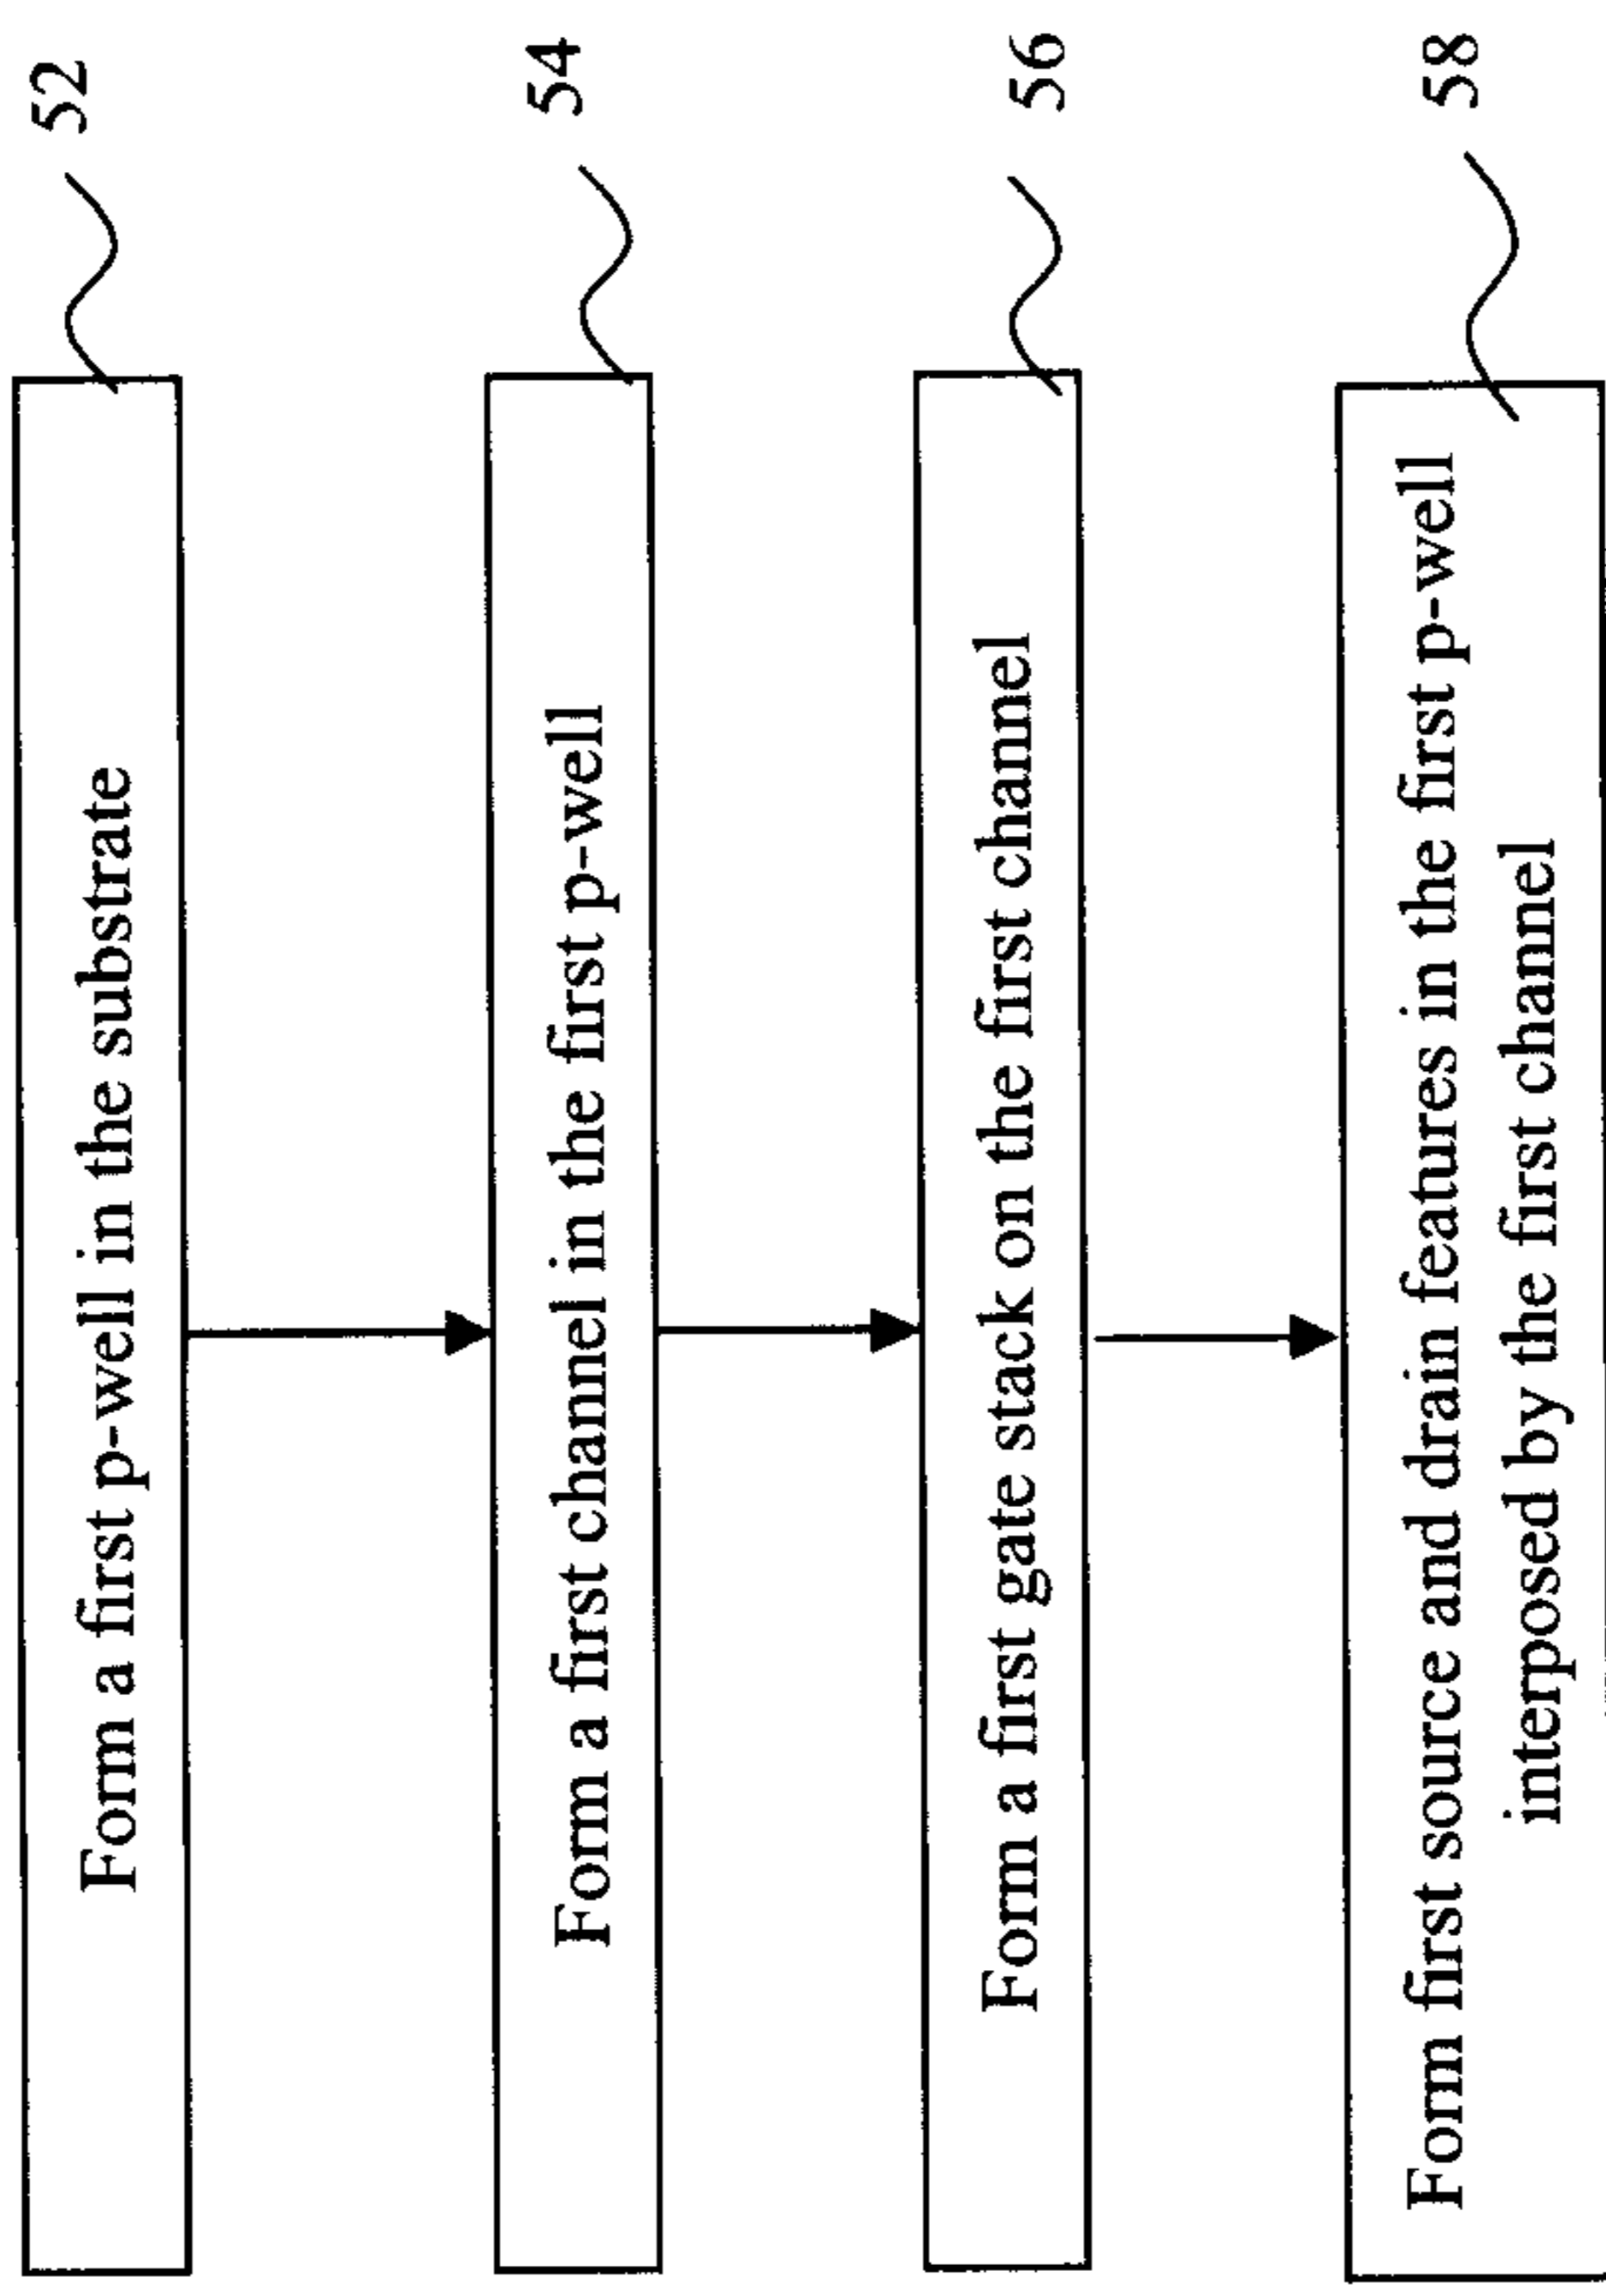 Form a first p-well in the substrate
52
Form a first channel in the first p-well
54
Form a first gate stack on the first channel
56
Form first source and drain features in the first p-well
interposed by the first channel
58